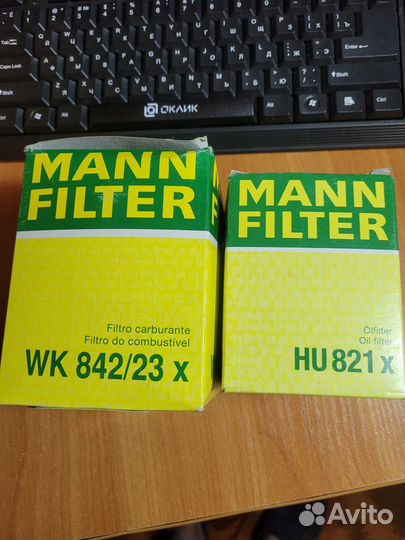 ОКЛИК
MANN
FILTER
Filtro carburante
Filtro do combustível
WK 842/23 x
MANN
FILTER
Ölfilter
Oil filter
HU 821 x
Avito